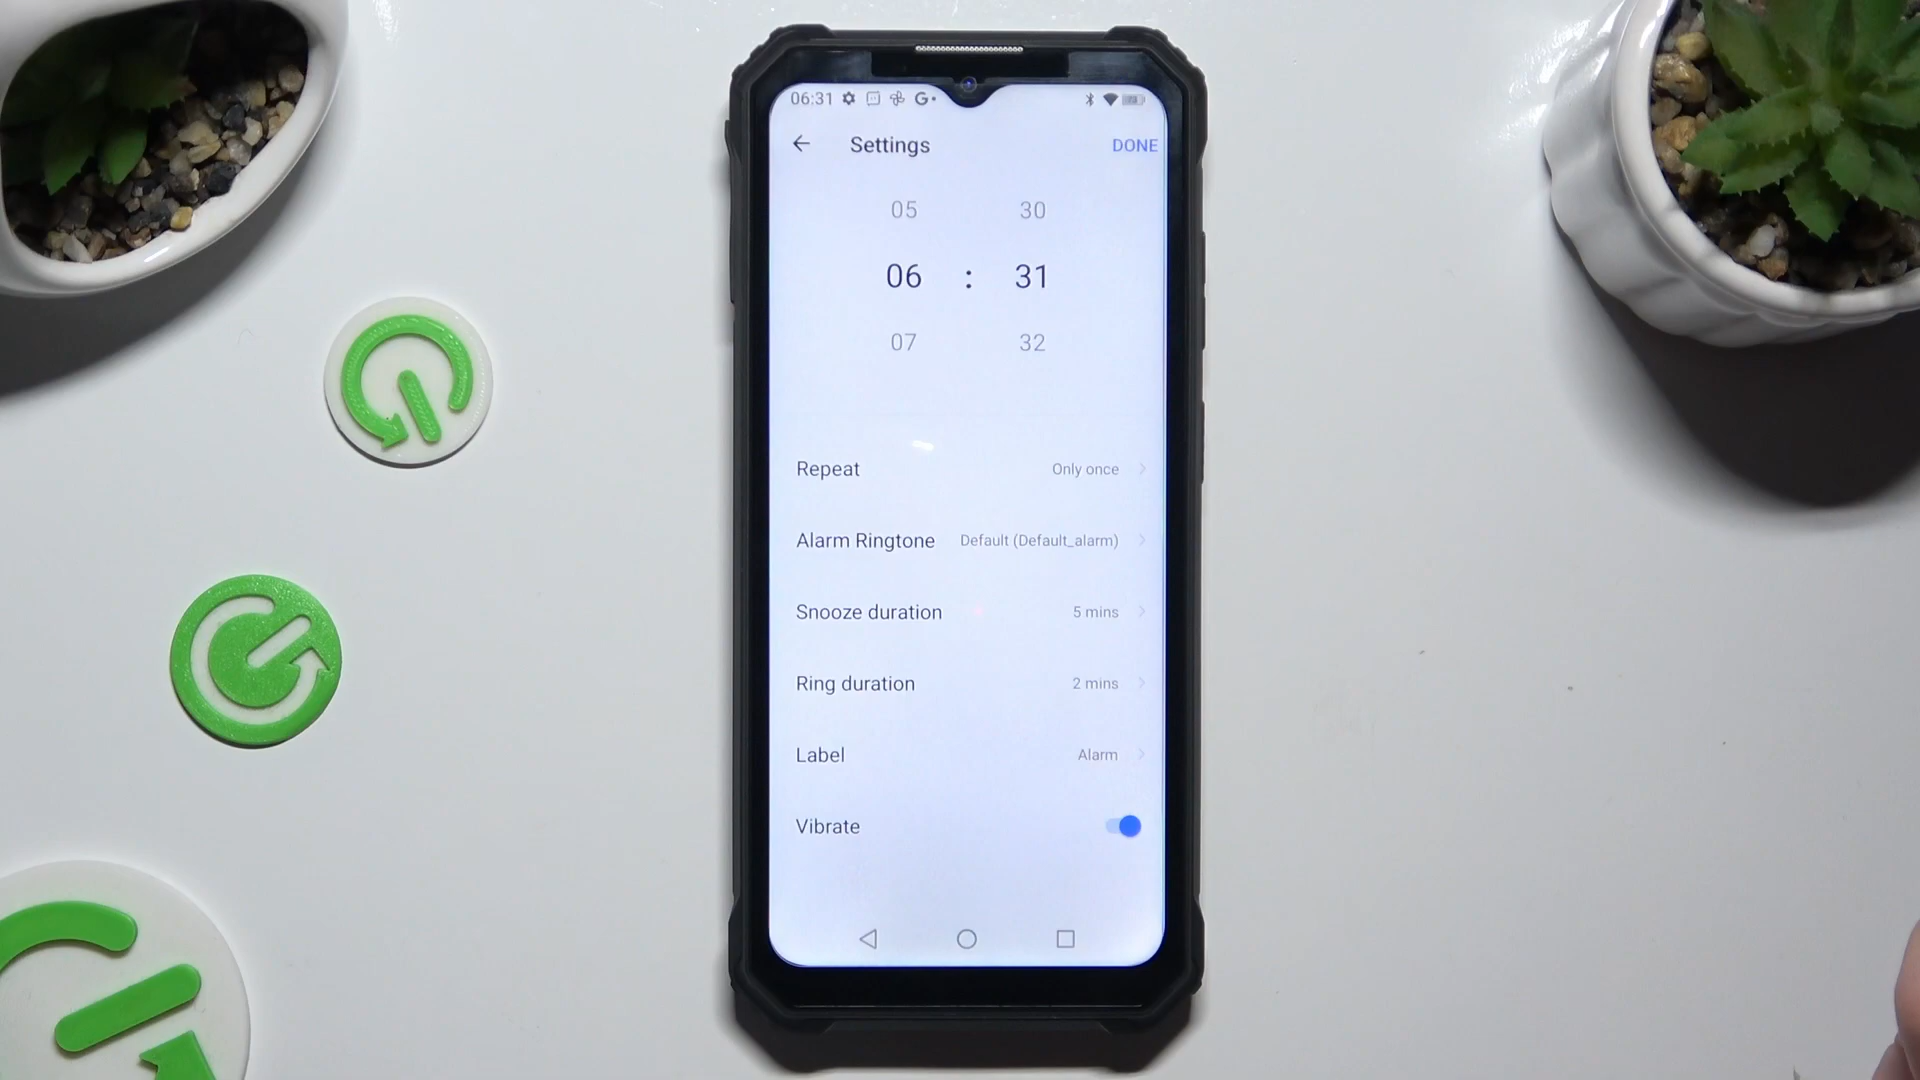 06:31 G
Settings DONE
05 30
06 : 31
07 32
Repeat Only once
Alarm Ringtone Default (Default_alarm)
Snooze duration 5 mins
Ring duration 2 mins
Label Alarm
Vibrate